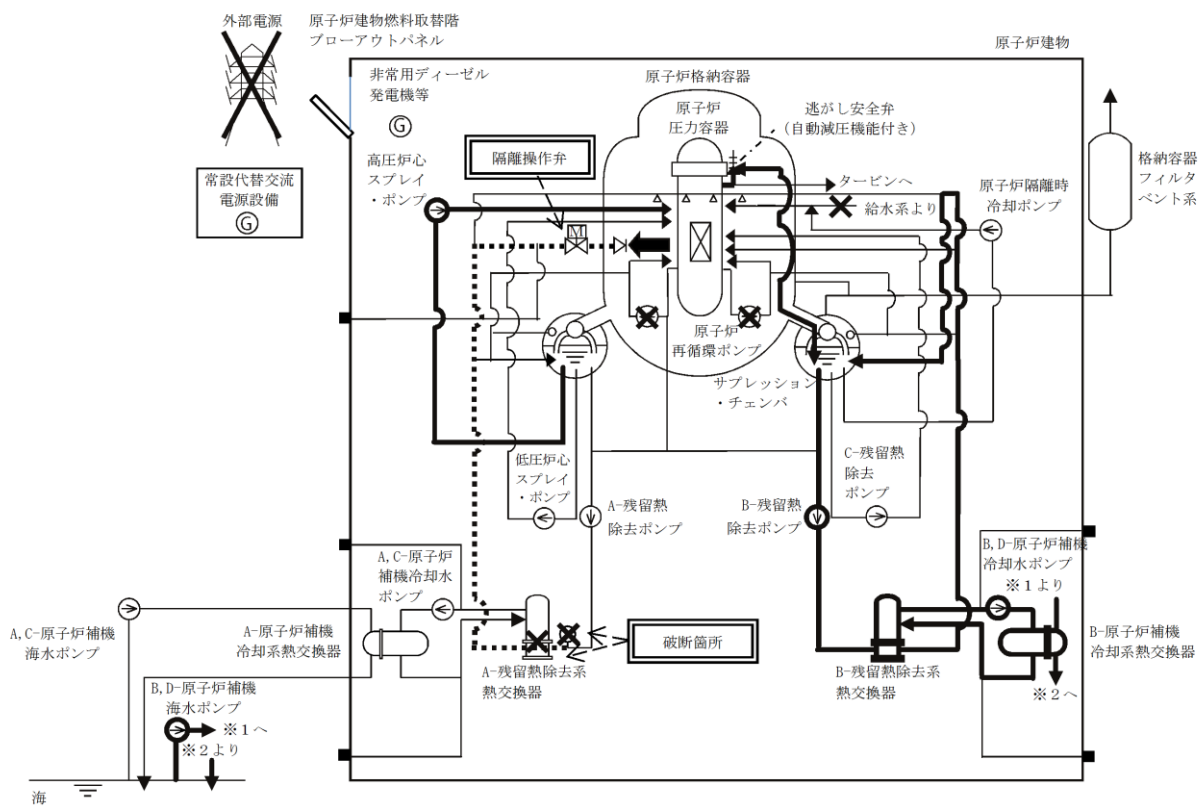 外部電源
原子炉建物燃料取替階
ブローアウトパネル
原子炉建物
非常用ディーゼル
発電機等
G
原子炉格納容器
原子炉
圧力容器
逃がし安全弁
(自動減圧機能付き)
隔離操作弁
高圧炉心
スプレイ
・ポンプ
常設代替交流
電源設備
G
タービンへ
給水系より
原子炉隔離時
冷却ポンプ
格納容器
フィルタ
ベント系
M
原子炉
再循環ポンプ
サプレッション
・チェンバ
低圧炉心
スプレイ
・ポンプ
A-残留熱
除去ポンプ
B-残留熱
除去ポンプ
C-残留熱
除去
ポンプ
A,C-原子炉
補機冷却水
ポンプ
B,D-原子炉補機
冷却水ポンプ
※1より
A,C-原子炉補機
海水ポンプ
A-原子炉補機
冷却系熱交換器
破断箇所
A-残留熱除去系
熱交換器
B-残留熱除去系
熱交換器
B-原子炉補機
冷却系熱交換器
※2へ
B,D-原子炉補機
海水ポンプ
※1へ
※2より
海